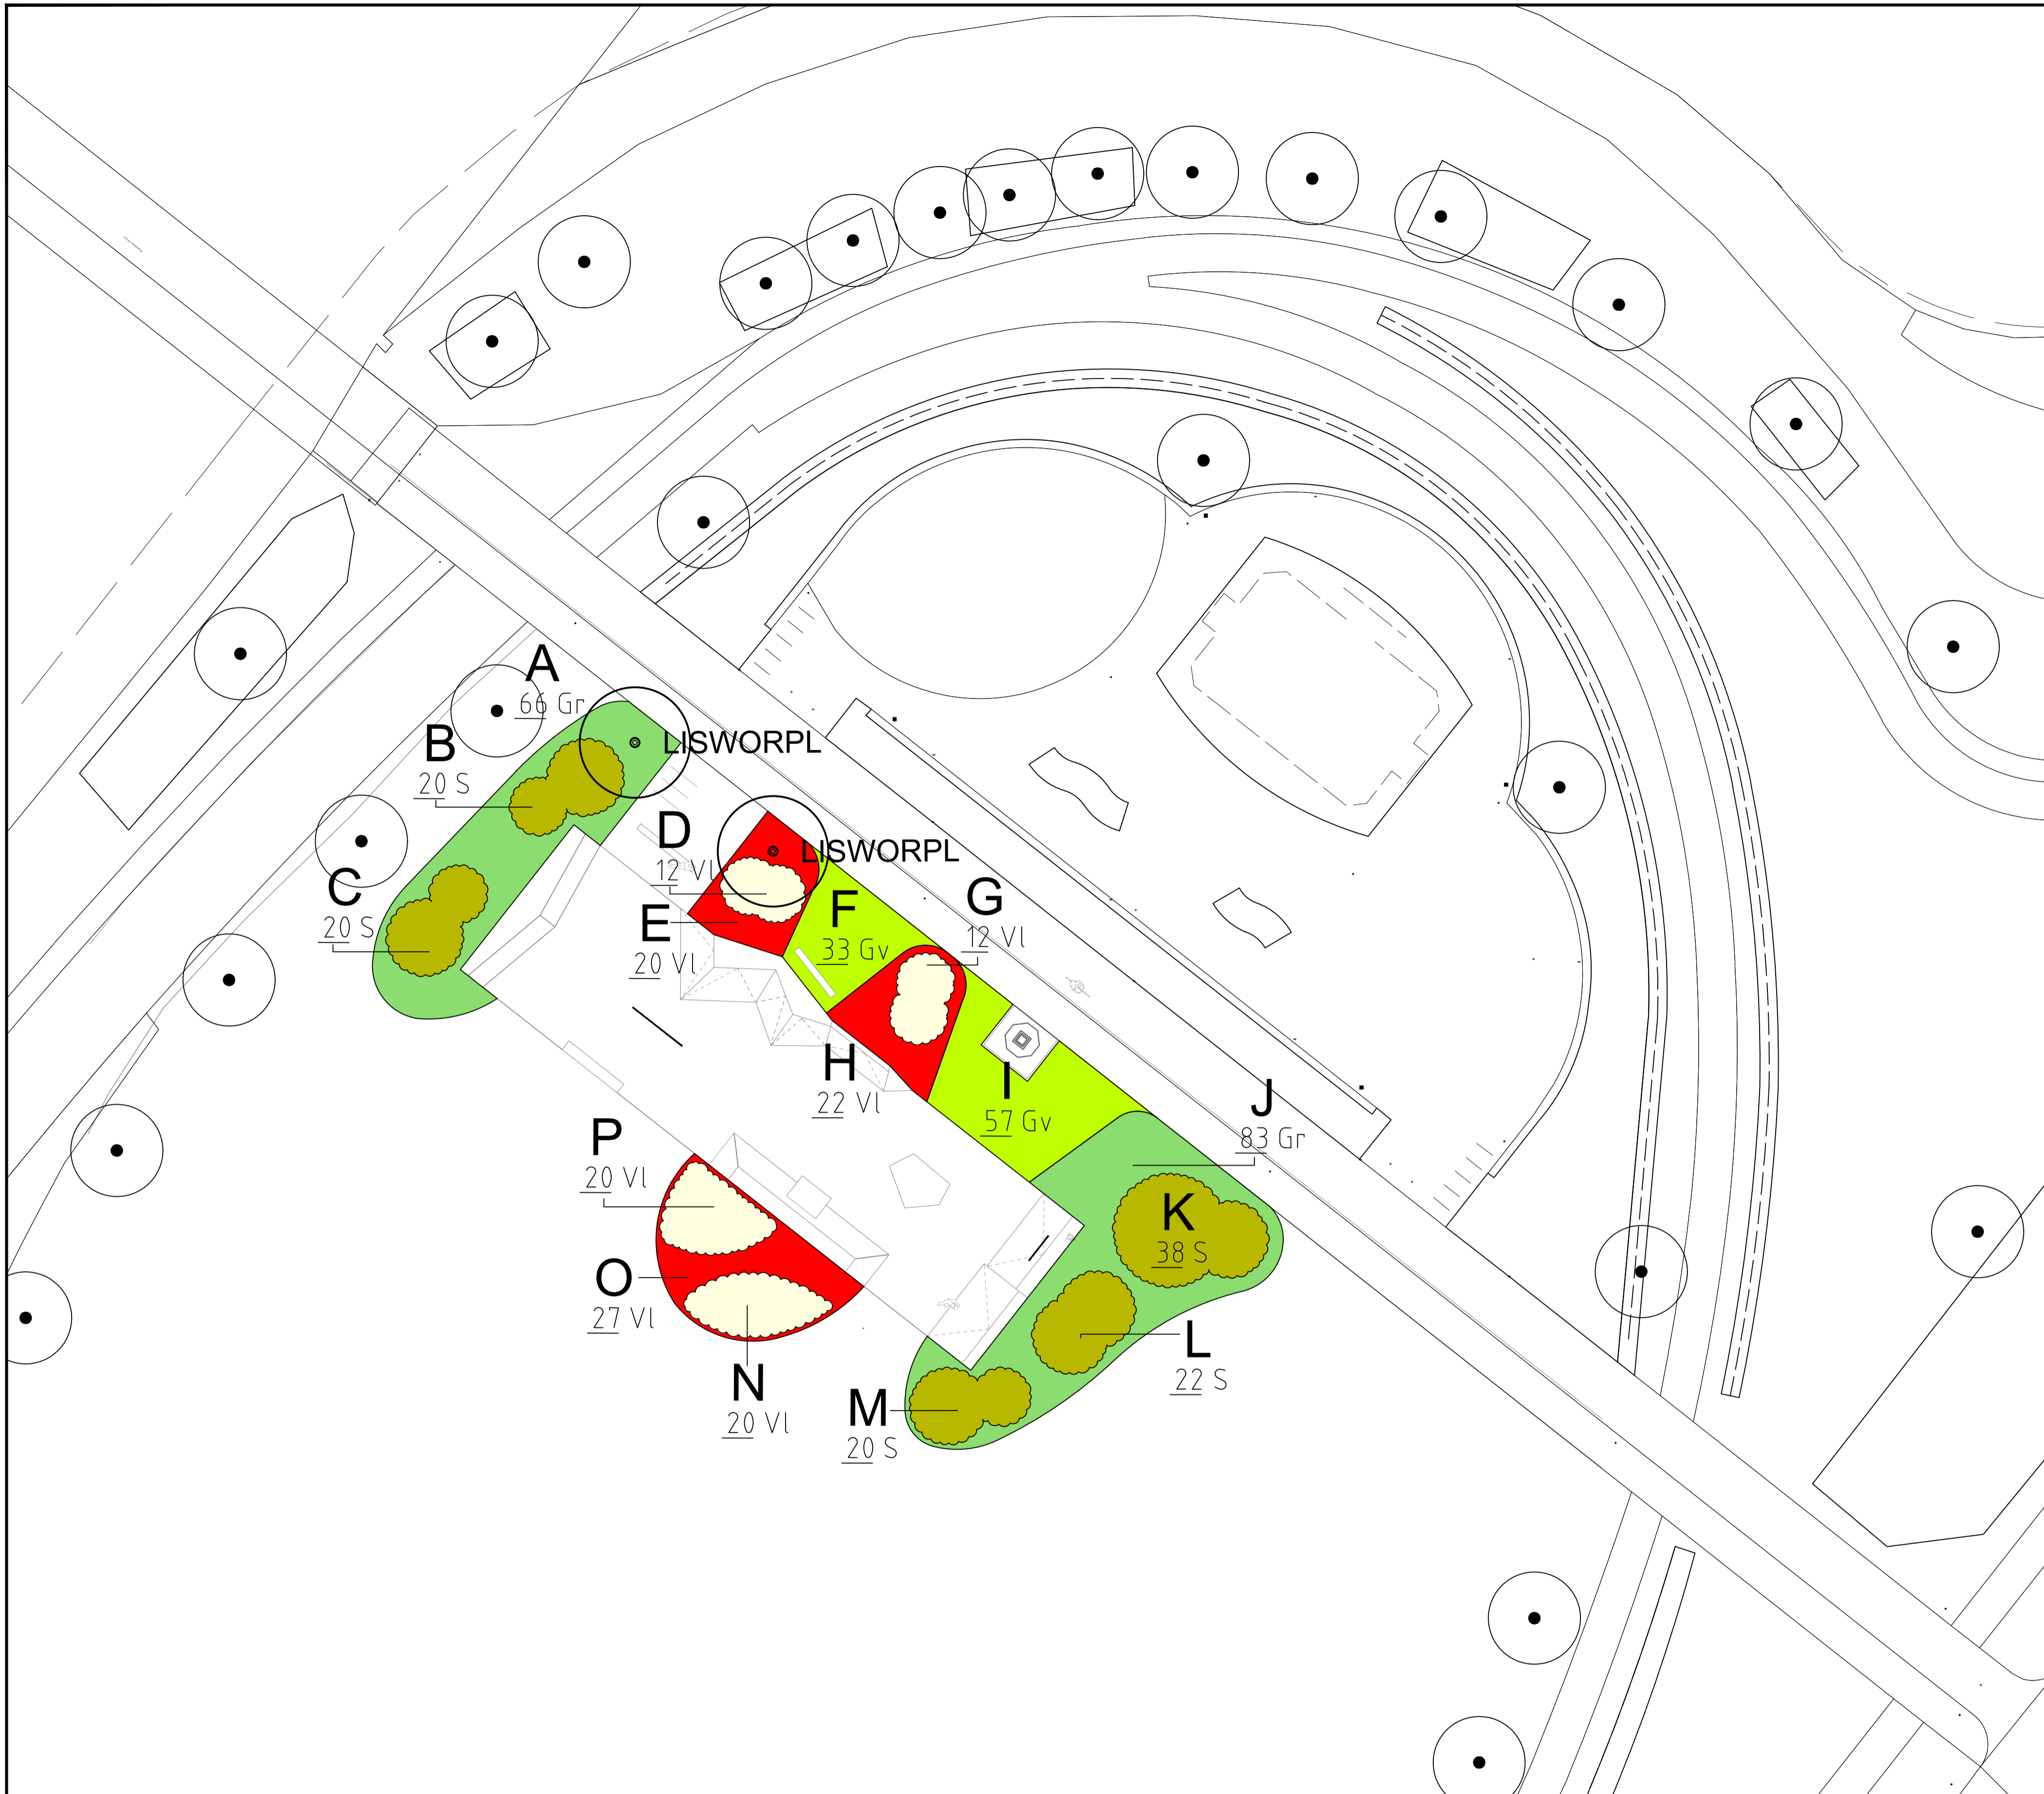 A
66 Gr
B
20 S
LISWORPL
C
20 S
D
12 Vl
LISWORPL
E
20 Vl
F
33 Gv
G
12 Vl
H
22 Vl
I
57 Gv
J
83 Gr
K
38 S
L
22 S
M
20 S
N
20 Vl
O
27 Vl
P
20 Vl